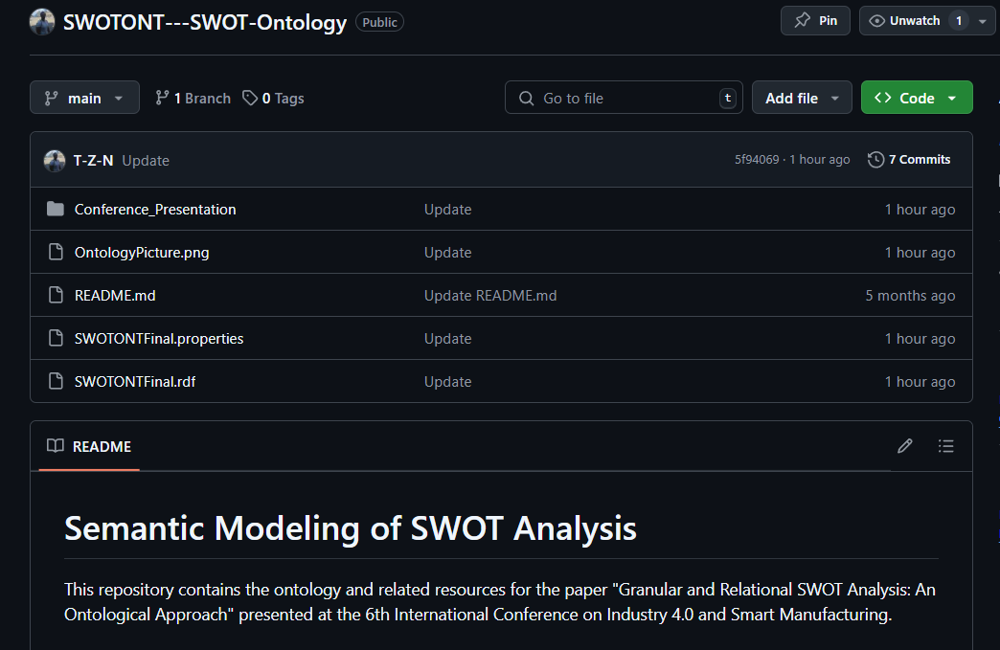 SWOTONT---SWOT-Ontology Public Pin Unwatch 1
main 1 Branch 0 Tags Go to file t Add file Code
T-Z-N Update 5f94069 · 1 hour ago 7 Commits
Conference_Presentation Update 1 hour ago
OntologyPicture.png Update 1 hour ago
README.md Update README.md 5 months ago
SWOTONTFinal.properties Update 1 hour ago
SWOTONTFinal.rdf Update 1 hour ago
README
Semantic Modeling of SWOT Analysis
This repository contains the ontology and related resources for the paper "Granular and Relational SWOT Analysis: An
Ontological Approach" presented at the 6th International Conference on Industry 4.0 and Smart Manufacturing.